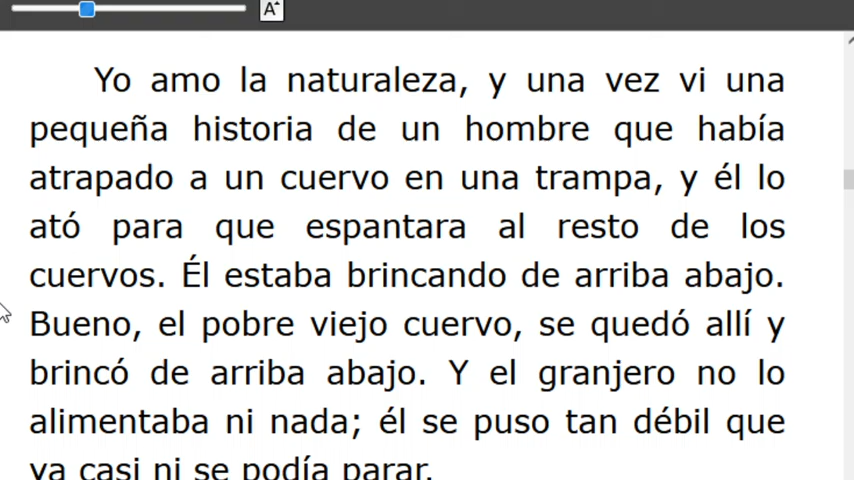 A
Yo amo la naturaleza, y una vez vi una
pequeña historia de un hombre que había
atrapado a un cuervo en una trampa, y él lo
ató para que espantara al resto de los
cuervos. Él estaba brincando de arriba abajo.
Bueno, el pobre viejo cuervo, se quedó allí y
brincó de arriba abajo. Y el granjero no lo
alimentaba ni nada; él se puso tan débil que
ya casi ni se podía parar.